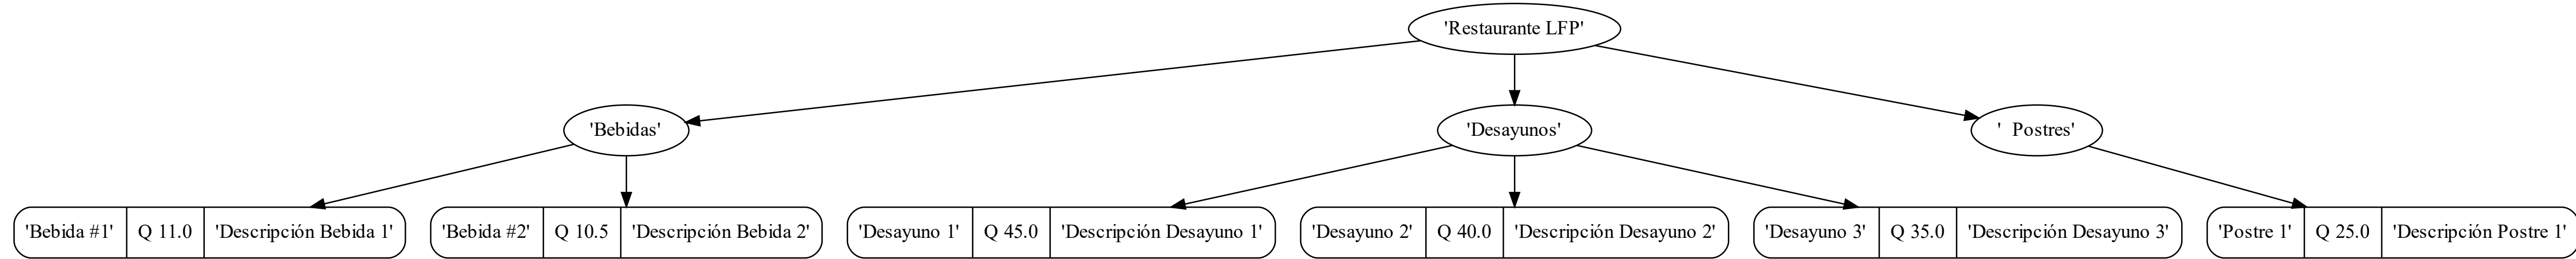 'Restaurante LFP'
'Bebidas'
'Desayunos'
'  Postres'
'Bebida #1' Q 11.0 'Descripción Bebida 1'
'Bebida #2' Q 10.5 'Descripción Bebida 2'
'Desayuno 1' Q 45.0 'Descripción Desayuno 1'
'Desayuno 2' Q 40.0 'Descripción Desayuno 2'
'Desayuno 3' Q 35.0 'Descripción Desayuno 3'
'Postre 1' Q 25.0 'Descripción Postre 1'